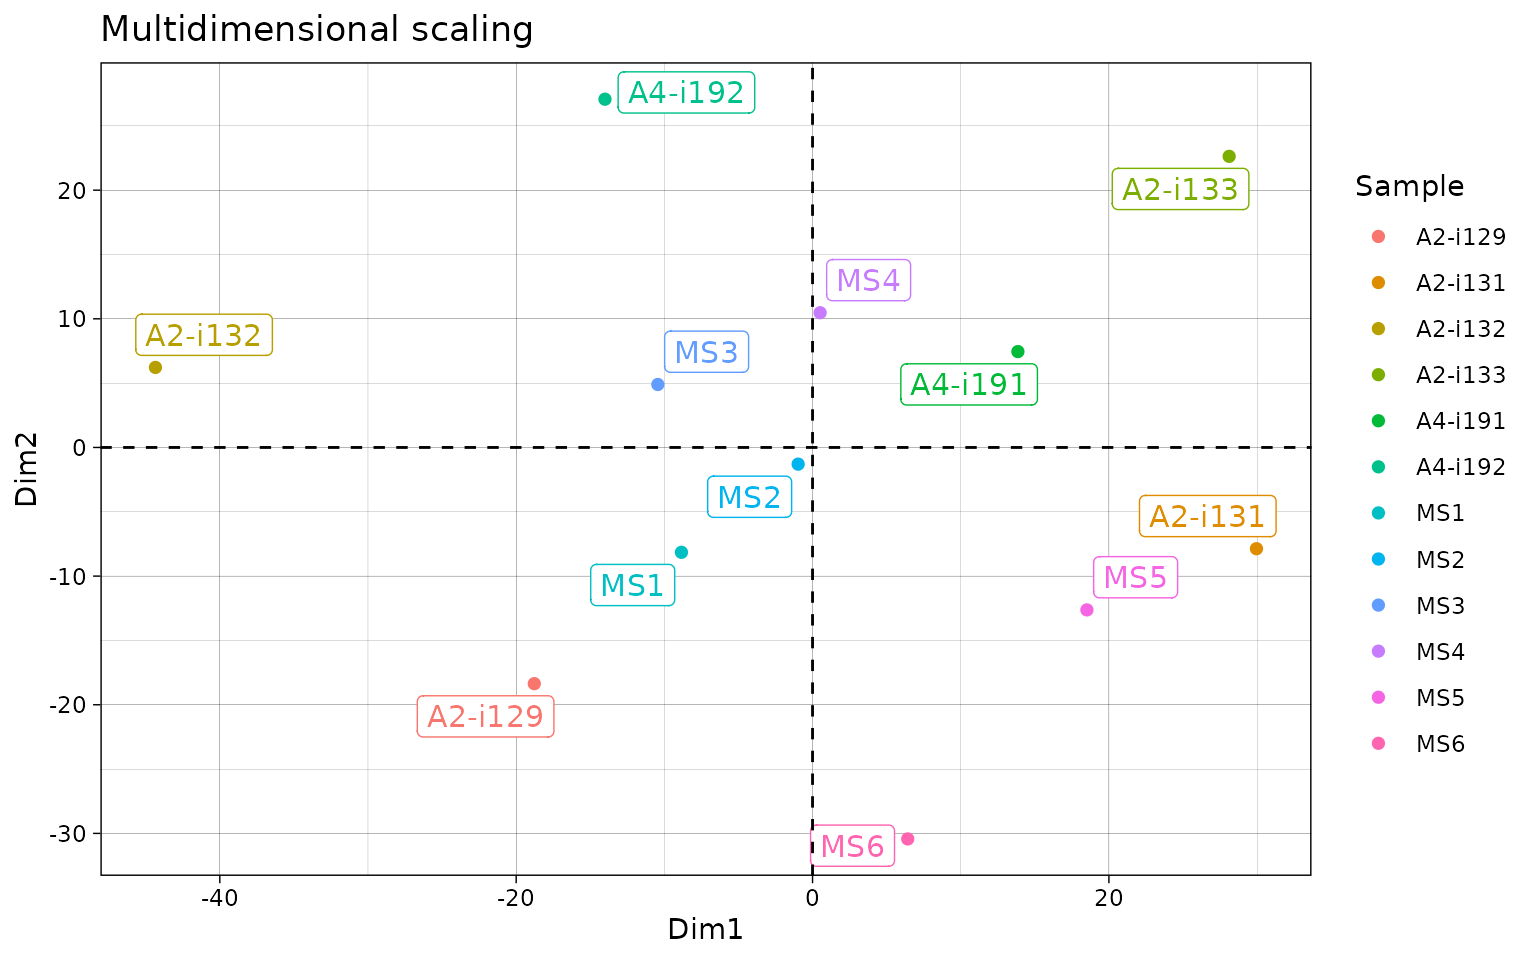 Multidimensional scaling
A4-i192
A2-i133
MS4
A2-i132
MS3
A4-i191
MS2
A2-i131
MS5
MS1
A2-i129
MS6
20
10
0
-10
-20
-30
Dim2
-40
-20
0
20
Dim1
Sample
A2-i129
A2-i131
A2-i132
A2-i133
A4-i191
A4-i192
MS1
MS2
MS3
MS4
MS5
MS6